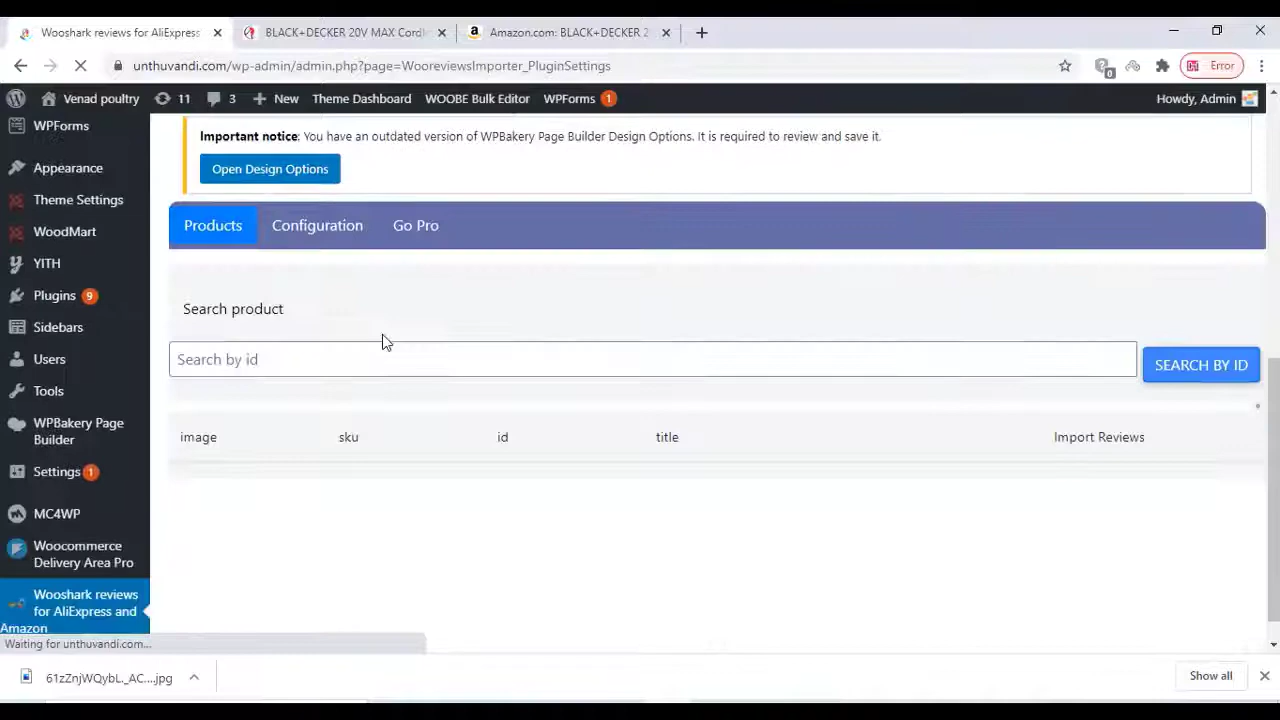 Wooshark reviews for AliExpress
BLACK+DECKER 20V MAX Cordl
Amazon.com: BLACK+DECKER 2
unthuvandi.com/wp-admin/admin.php?page=WooreviewsImporter_PluginSettings
0
Error
Venad poultry
11
3
New
Theme Dashboard
WOOBE Bulk Editor
WPForms 1
Howdy, Admin
WPForms
Appearance
Theme Settings
WoodMart
YITH
Plugins 9
Sidebars
Users
Tools
WPBakery Page
Builder
Settings 1
MC4WP
Woocommerce
Delivery Area Pro
Wooshark reviews
for AliExpress and
Amazon
Important notice: You have an outdated version of WPBakery Page Builder Design Options. It is required to review and save it.
Open Design Options
Products
Configuration
Go Pro
Search product
Search by id
SEARCH BY ID
image
sku
id
title
Import Reviews
Waiting for unthuvandi.com...
61zZnjWQybL._AC....jpg
Show all